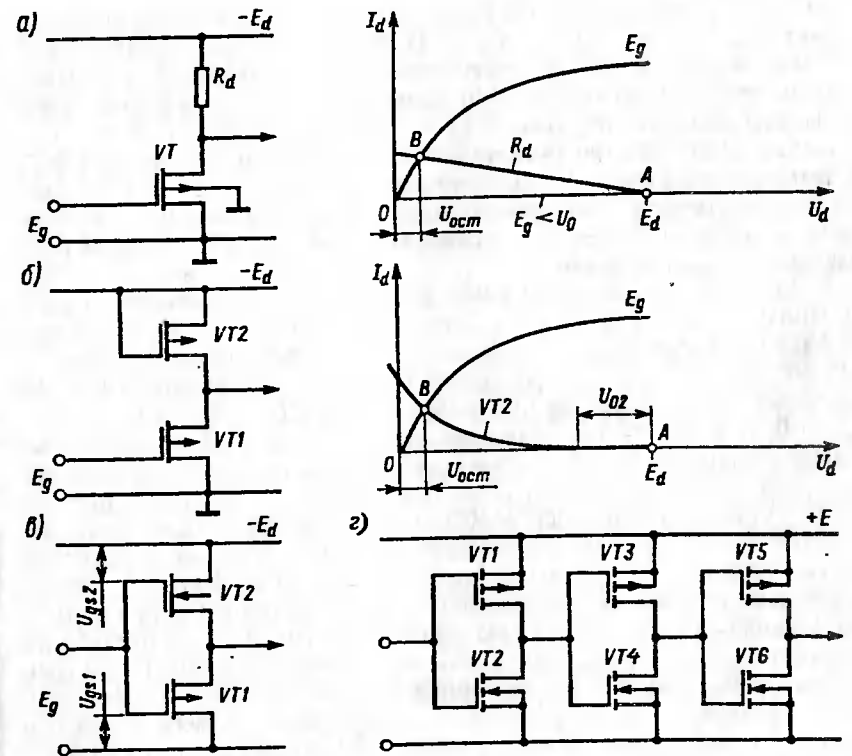 а)
-E_d
R_d
VT
E_g
I_d
E_g
B
R_d
A
0
U_ост
E_g < U_0
E_d
U_d
б)
-E_d
VT2
VT1
E_g
I_d
E_g
B
VT2
U_02
A
0
U_ост
E_d
U_d
в)
-E_d
U_gs2
VT2
E_g
U_gs1
VT1
г)
+E
VT1
VT3
VT5
VT2
VT4
VT6